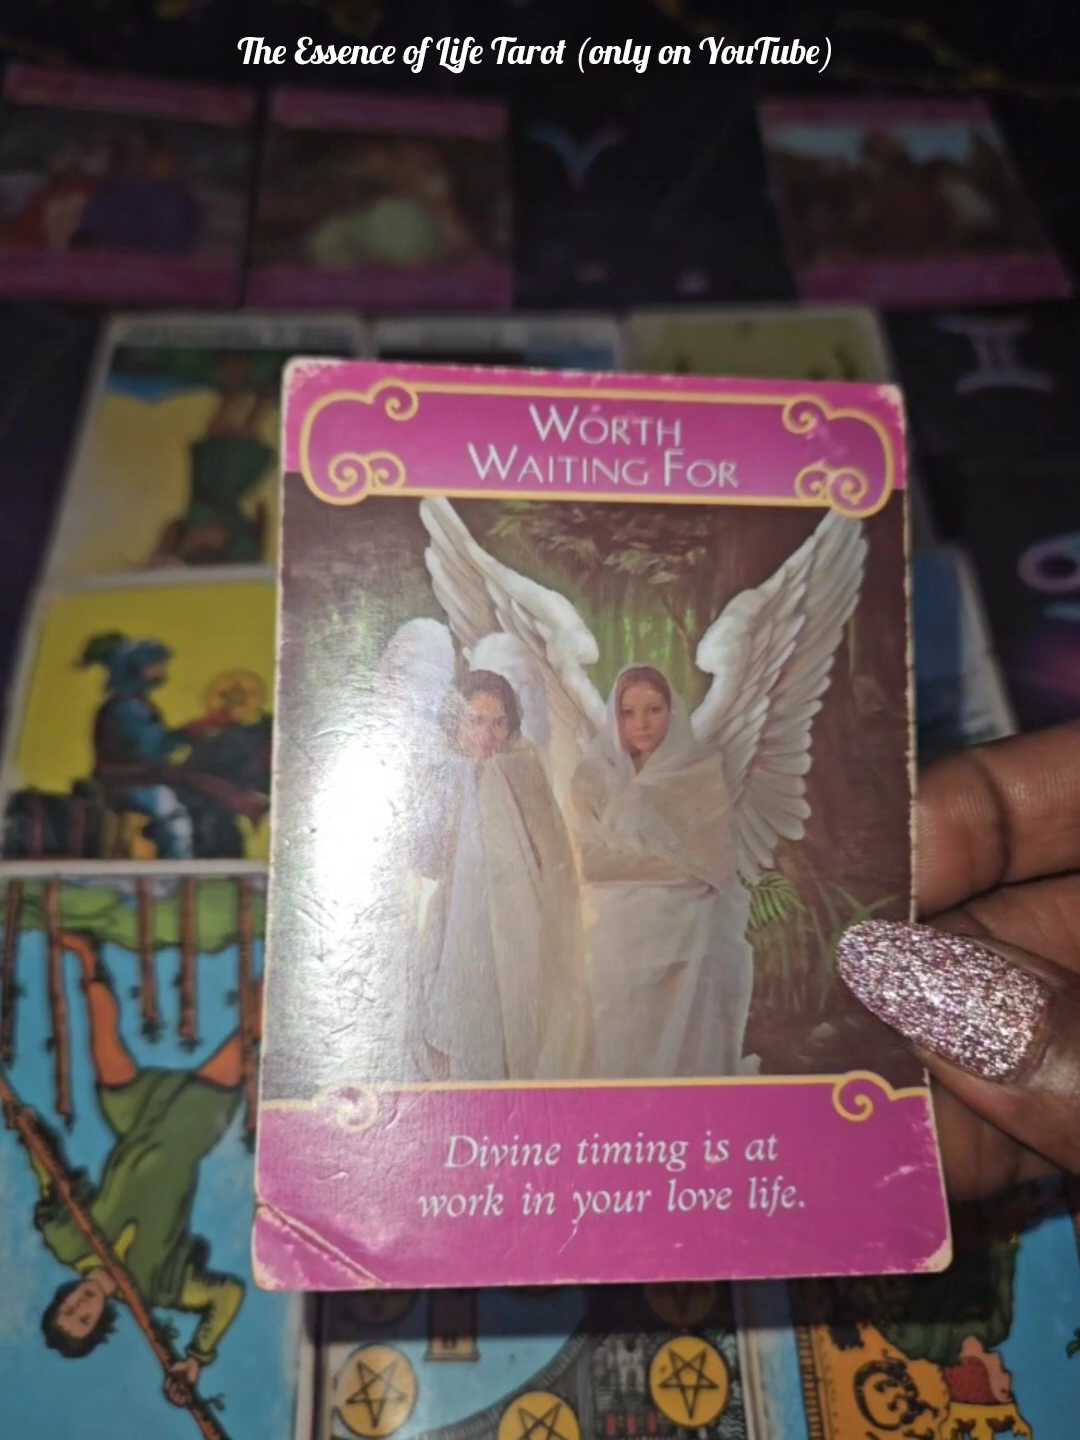 The Essence of Life Tarot (only on YouTube)
WORTH
WAITING FOR
Divine timing is at
work in your love life.